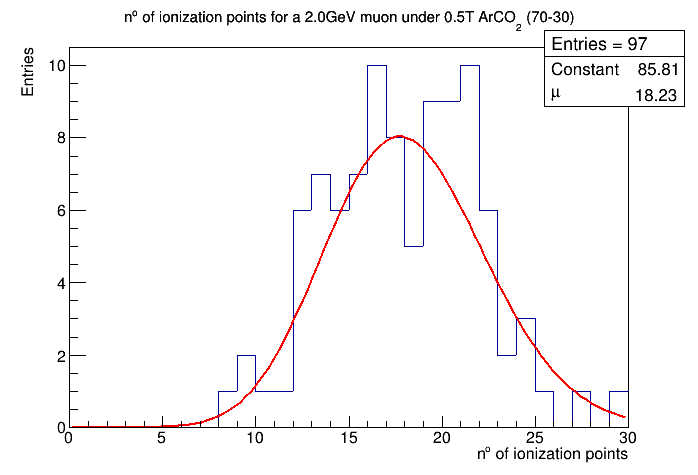 nº of ionization points for a 2.0GeV muon under 0.5T ArCO2 (70-30)
Entries = 97
Constant 85.81
μ 18.23
Entries
10
8
6
4
2
0
0 5 10 15 20 25 30
nº of ionization points